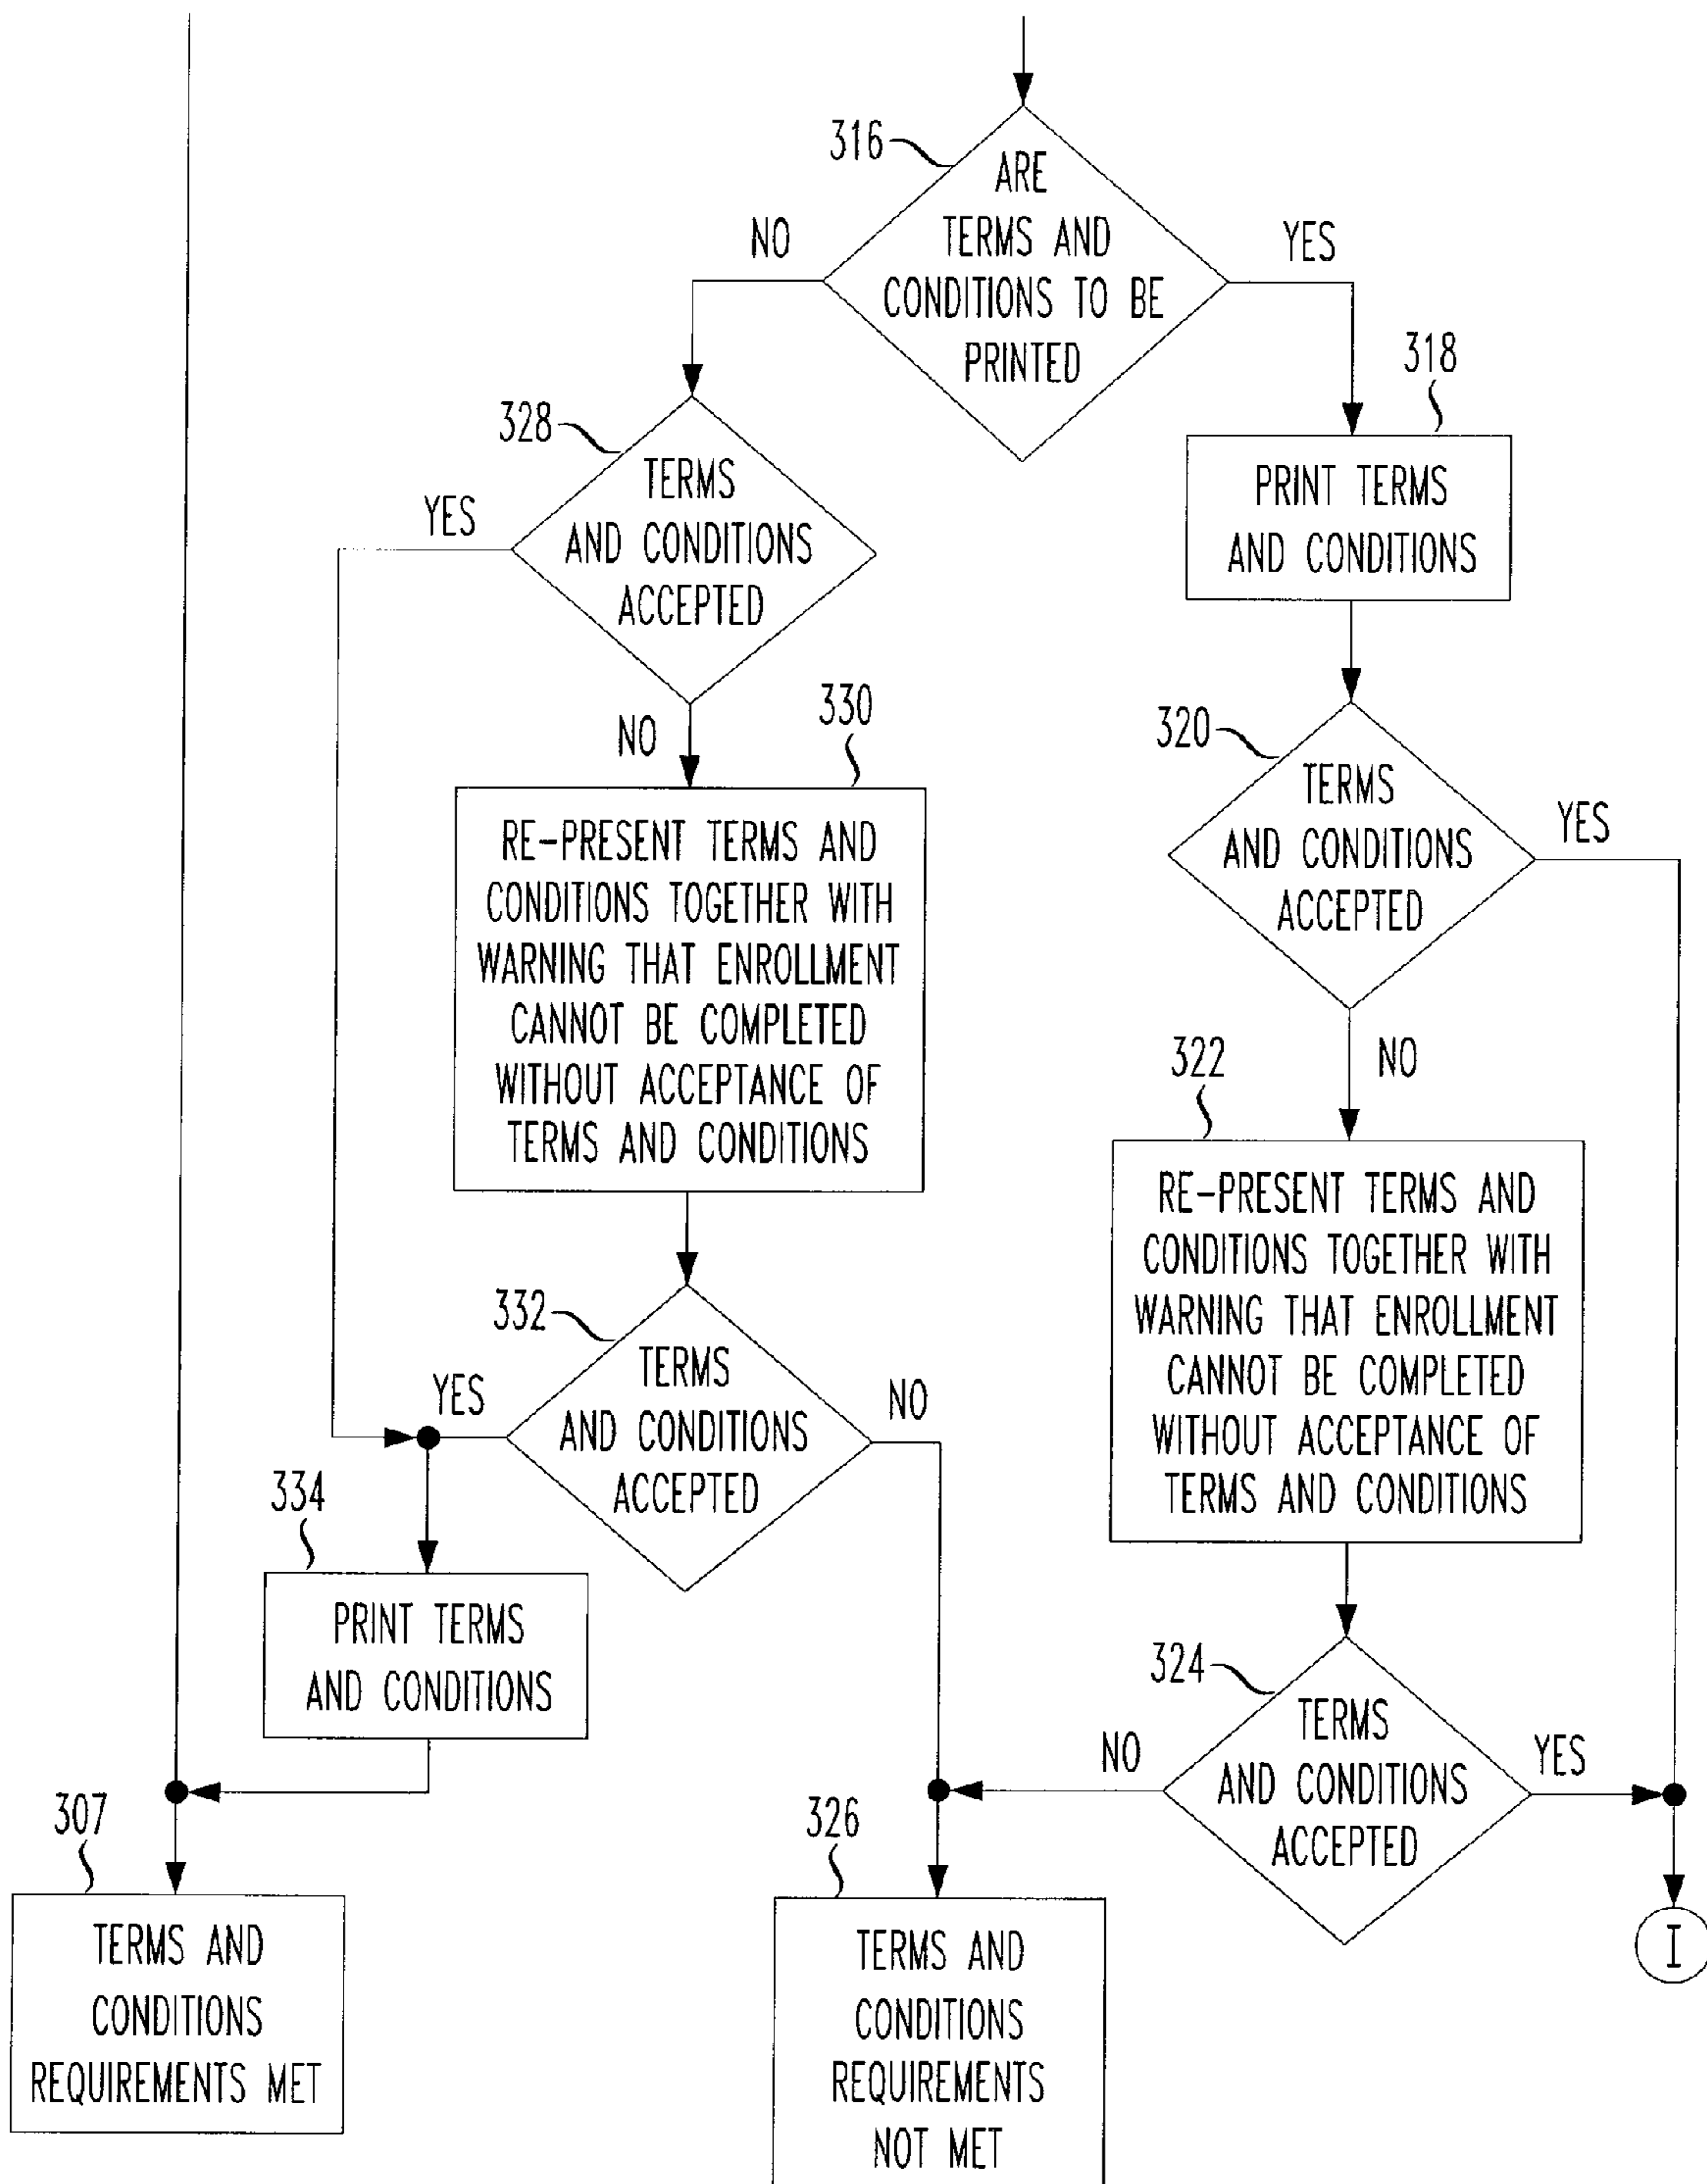 316
ARE
TERMS AND
CONDITIONS TO BE
PRINTED
NO
YES
318
PRINT TERMS
AND CONDITIONS
328
TERMS
AND CONDITIONS
ACCEPTED
YES
NO
330
RE-PRESENT TERMS AND
CONDITIONS TOGETHER WITH
WARNING THAT ENROLLMENT
CANNOT BE COMPLETED
WITHOUT ACCEPTANCE OF
TERMS AND CONDITIONS
320
TERMS
AND CONDITIONS
ACCEPTED
YES
NO
322
RE-PRESENT TERMS AND
CONDITIONS TOGETHER WITH
WARNING THAT ENROLLMENT
CANNOT BE COMPLETED
WITHOUT ACCEPTANCE OF
TERMS AND CONDITIONS
332
TERMS
AND CONDITIONS
ACCEPTED
YES
NO
334
PRINT TERMS
AND CONDITIONS
324
TERMS
AND CONDITIONS
ACCEPTED
NO
YES
307
TERMS AND
CONDITIONS
REQUIREMENTS MET
326
TERMS AND
CONDITIONS
REQUIREMENTS
NOT MET
I